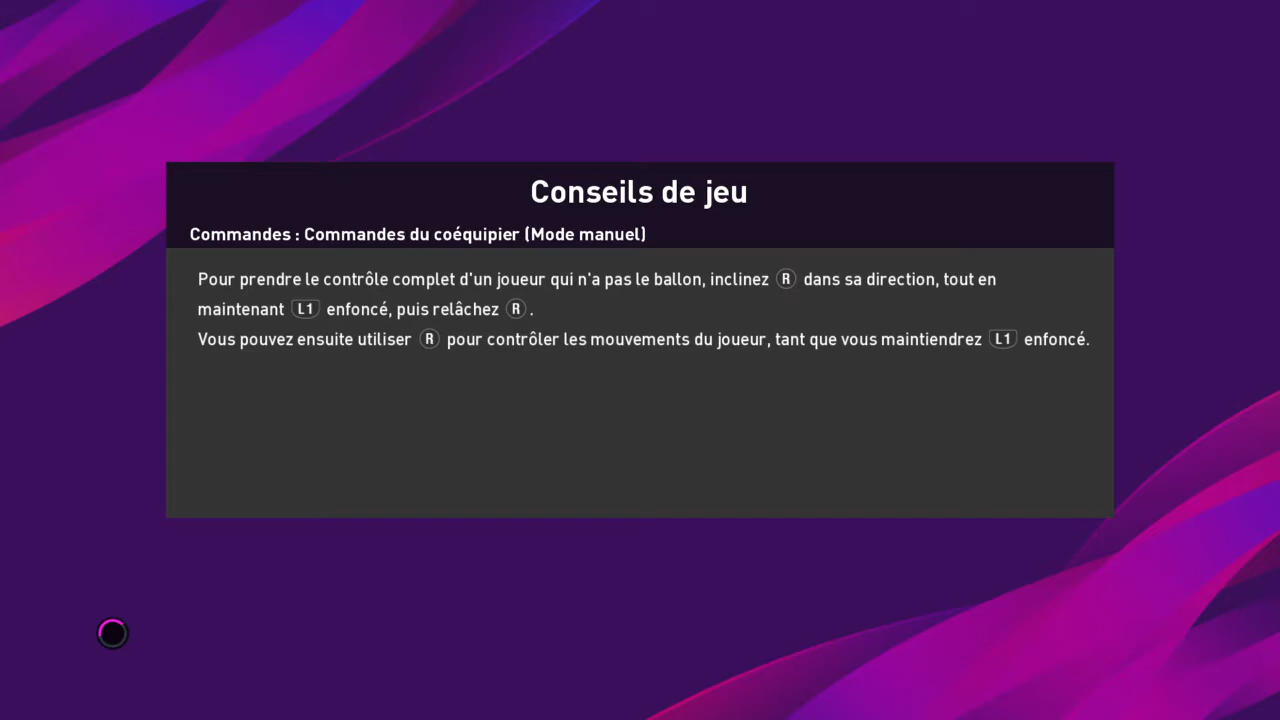 Conseils de jeu
Commandes : Commandes du coéquipier (Mode manuel)
Pour prendre le contrôle complet d'un joueur qui n'a pas le ballon, inclinez R dans sa direction, tout en
maintenant L1 enfoncé, puis relâchez R.
Vous pouvez ensuite utiliser R pour contrôler les mouvements du joueur, tant que vous maintiendrez L1 enfoncé.